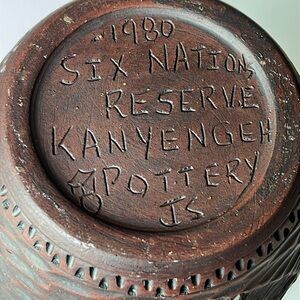 1980
SIX NATIONS
RESERVE
KANYENGEH
POTTERY
JS